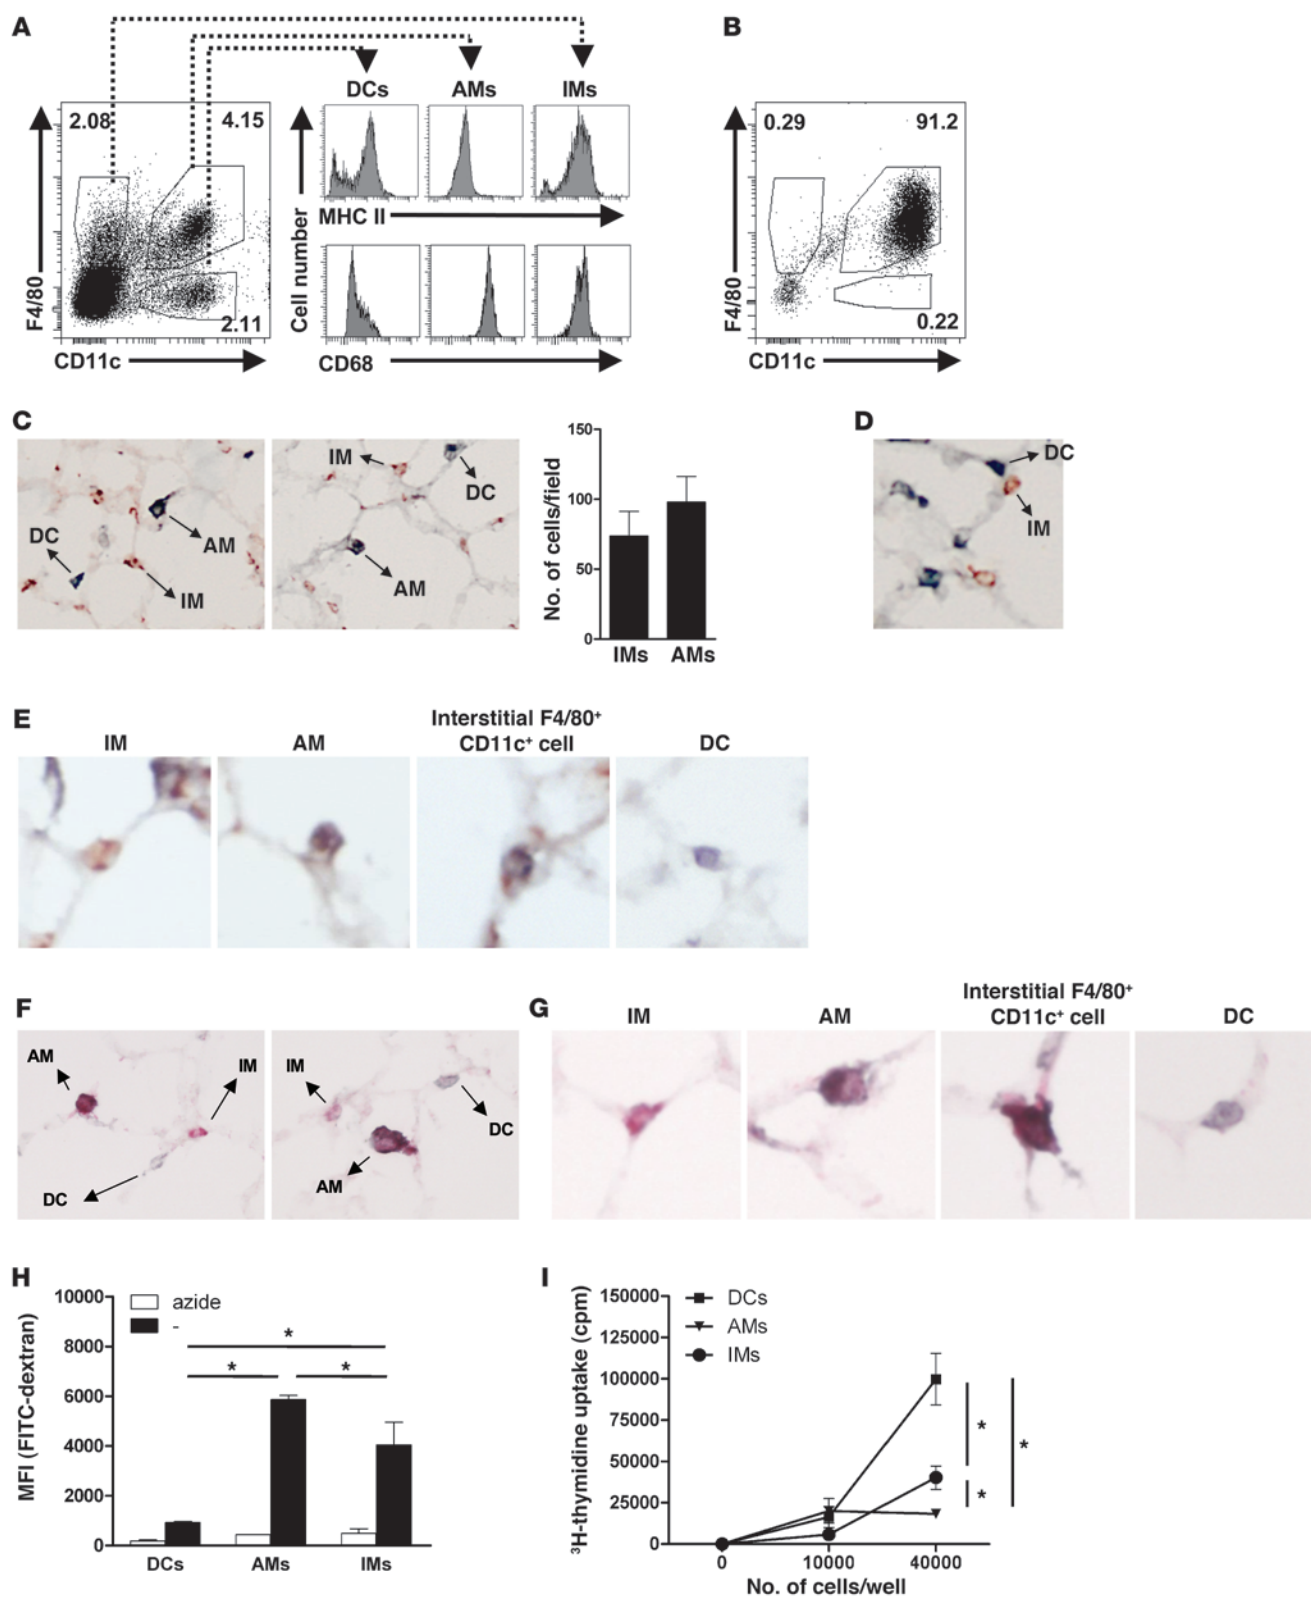 A
B
DCs
AMs
IMs
2.08
4.15
2.11
F4/80
CD11c
Cell number
MHC II
CD68
0.29
91.2
0.22
F4/80
CD11c
C
DC
AM
IM
IM
DC
AM
No. of cells/field
150
100
50
0
IMs
AMs
D
DC
IM
E
IM
AM
Interstitial F4/80⁺
CD11c⁺ cell
DC
F
AM
IM
DC
IM
DC
AM
G
IM
AM
Interstitial F4/80⁺
CD11c⁺ cell
DC
H
MFI (FITC-dextran)
10000
8000
6000
4000
2000
0
azide
-
*
*
*
DCs
AMs
IMs
I
³H-thymidine uptake (cpm)
150000
125000
100000
75000
50000
25000
0
DCs
AMs
IMs
*
*
*
0
10000
40000
No. of cells/well